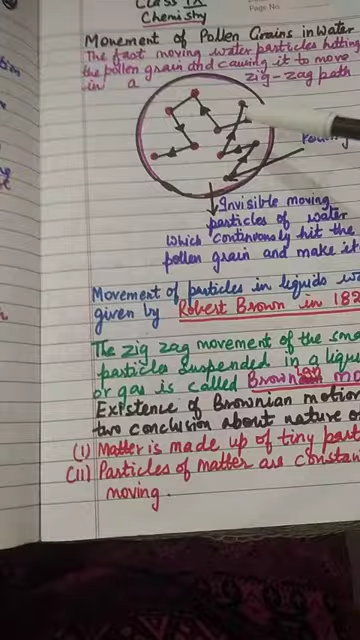 Class IX
Chemistry
Page No.
Movement of Pollen Grains in Water
The fast moving water particles hitting
the pollen grain and causing it to move
in a zig-zag path
Invisible moving
particles of water
which continuously hit the
pollen grain and make it
Movement of particles in liquids
given by Robert Brown in 182
The zig zag movement of the
particles suspended in a
or gas is called Brownian
Existence of Brownian motion
two conclusion about nature
(i) Matter is made up of tiny
(ii) Particles of matter are
moving.